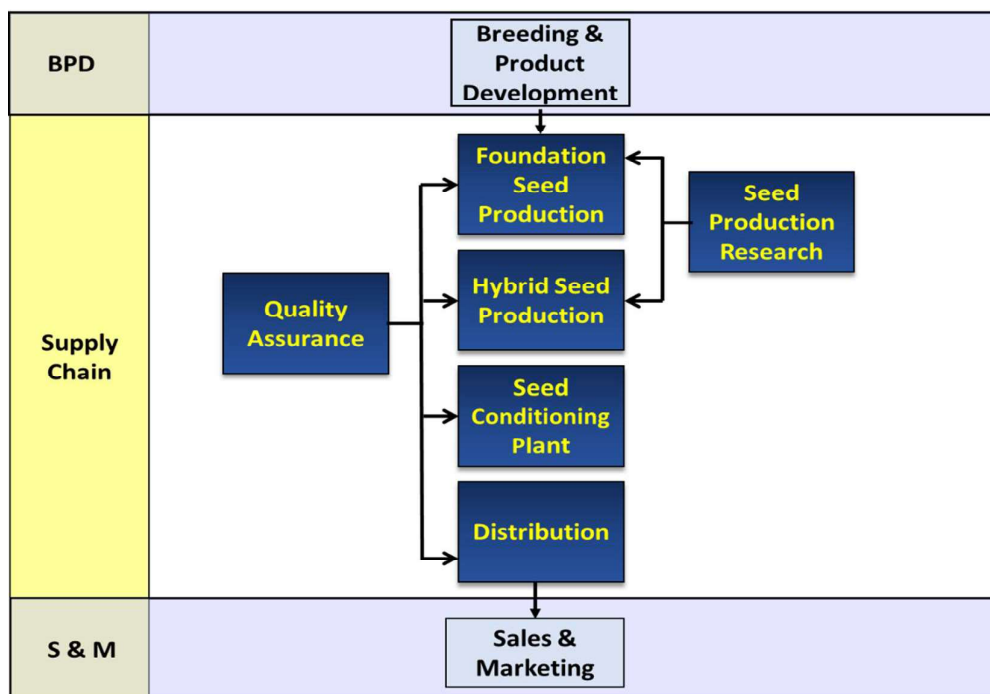 BPD
Breeding &
Product
Development
Foundation
Seed
Production
Seed
Production
Research
Quality
Assurance
Hybrid Seed
Production
Supply
Chain
Seed
Conditioning
Plant
Distribution
S & M
Sales &
Marketing